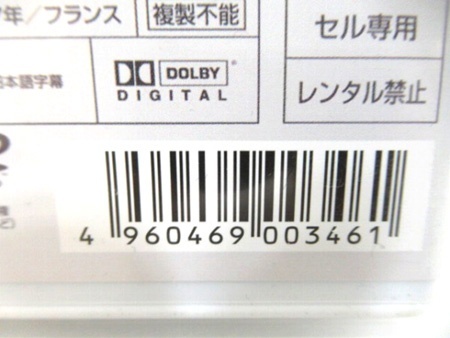 年／フランス
複製不能
セル専用
本語字幕
DOLBY
DIGITAL
レンタル禁止
4 960469 003461